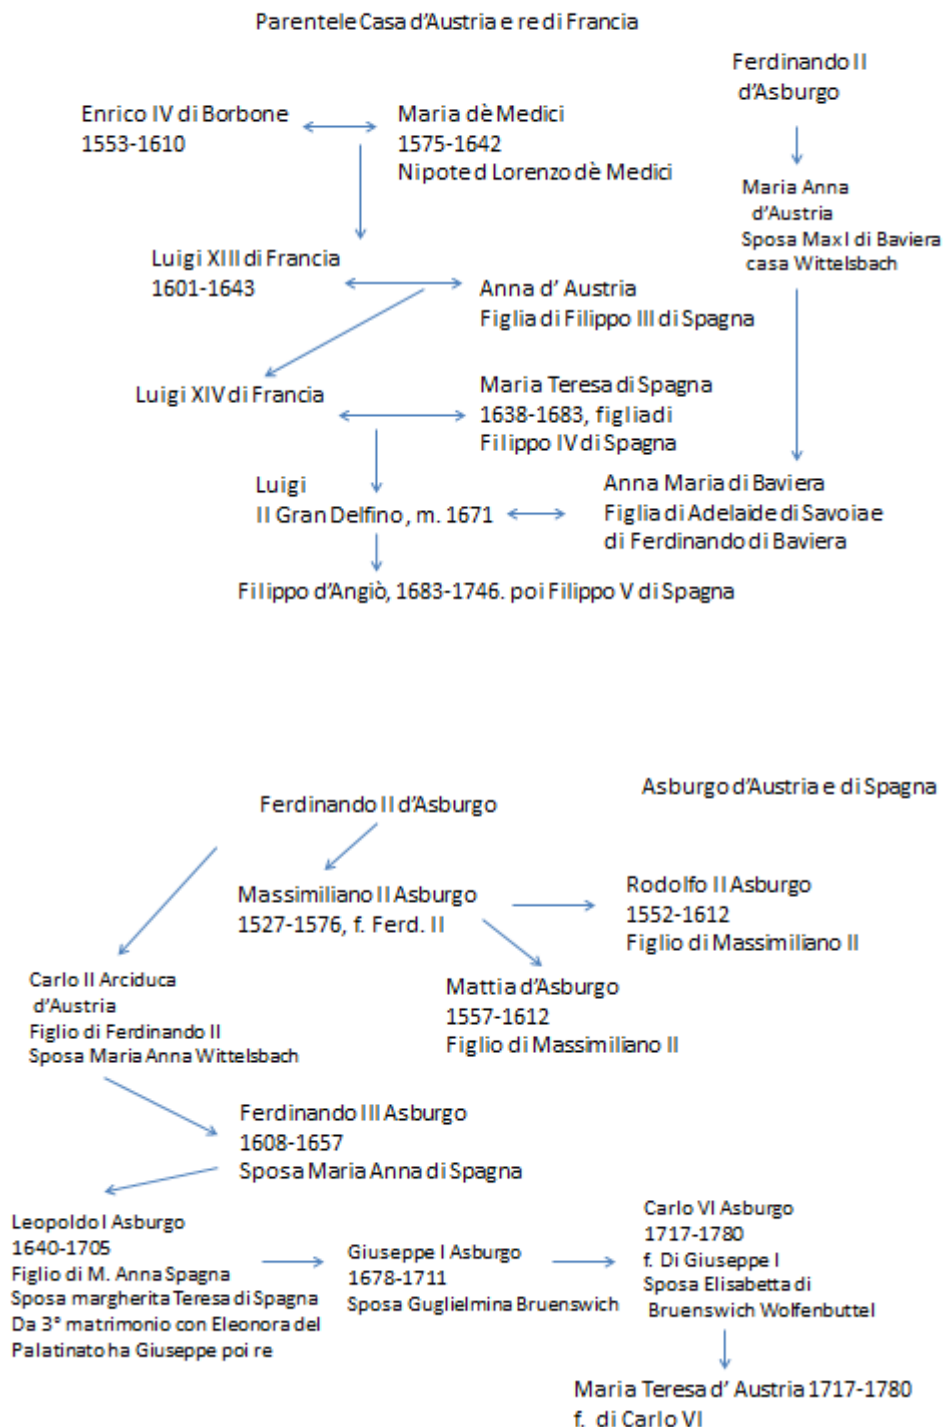 Parentele Casa d'Austria e re di Francia
Ferdinando II
d'Asburgo
Enrico IV di Borbone
1553-1610
Maria dè Medici
1575-1642
Nipote d Lorenzo dè Medici
Maria Anna
d'Austria
Sposa Max I di Baviera
casa Wittelsbach
Luigi XIII di Francia
1601-1643
Anna d' Austria
Figlia di Filippo III di Spagna
Luigi XIV di Francia
Maria Teresa di Spagna
1638-1683, figlia di
Filippo IV di Spagna
Luigi
Il Gran Delfino, m. 1671
Anna Maria di Baviera
Figlia di Adelaide di Savoia e
di Ferdinando di Baviera
Filippo d'Angiò, 1683-1746. poi Filippo V di Spagna
Asburgo d'Austria e di Spagna
Ferdinando II d'Asburgo
Massimiliano II Asburgo
1527-1576, f. Ferd. II
Rodolfo II Asburgo
1552-1612
Figlio di Massimiliano II
Carlo II Arciduca
d'Austria
Figlio di Ferdinando II
Sposa Maria Anna Wittelsbach
Mattia d'Asburgo
1557-1612
Figlio di Massimiliano II
Ferdinando III Asburgo
1608-1657
Sposa Maria Anna di Spagna
Leopoldo I Asburgo
1640-1705
Figlio di M. Anna Spagna
Sposa margherita Teresa di Spagna
Da 3° matrimonio con Eleonora del
Palatinato ha Giuseppe poi re
Giuseppe I Asburgo
1678-1711
Sposa Guglielmina Bruenswich
Carlo VI Asburgo
1717-1780
f. Di Giuseppe I
Sposa Elisabetta di
Bruenswich Wolfenbuttel
Maria Teresa d' Austria 1717-1780
f. di Carlo VI